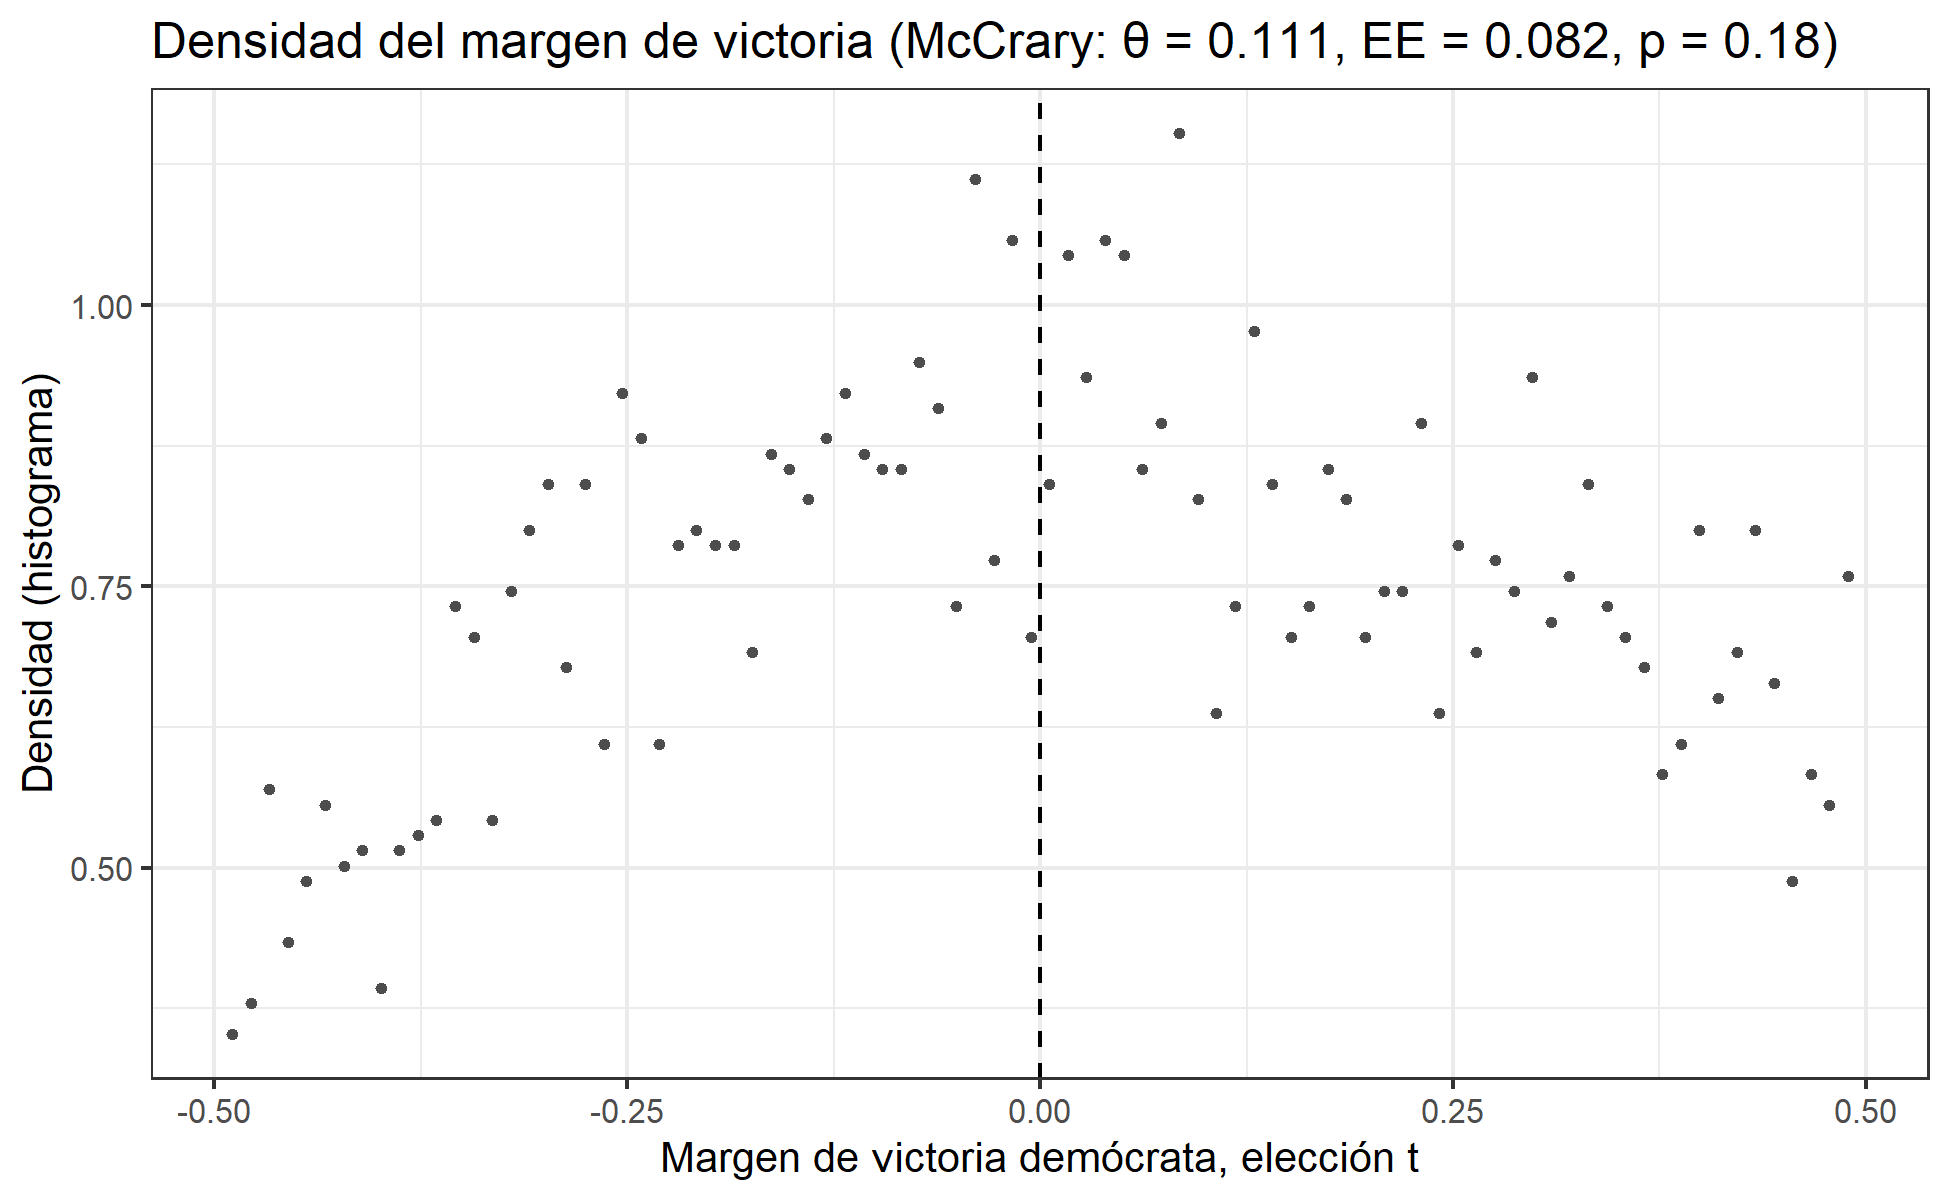 Densidad del margen de victoria (McCrary: θ = 0.111, EE = 0.082, p = 0.18)
Densidad (histograma)
1.00
0.75
0.50
-0.50
-0.25
0.00
0.25
0.50
Margen de victoria demócrata, elección t